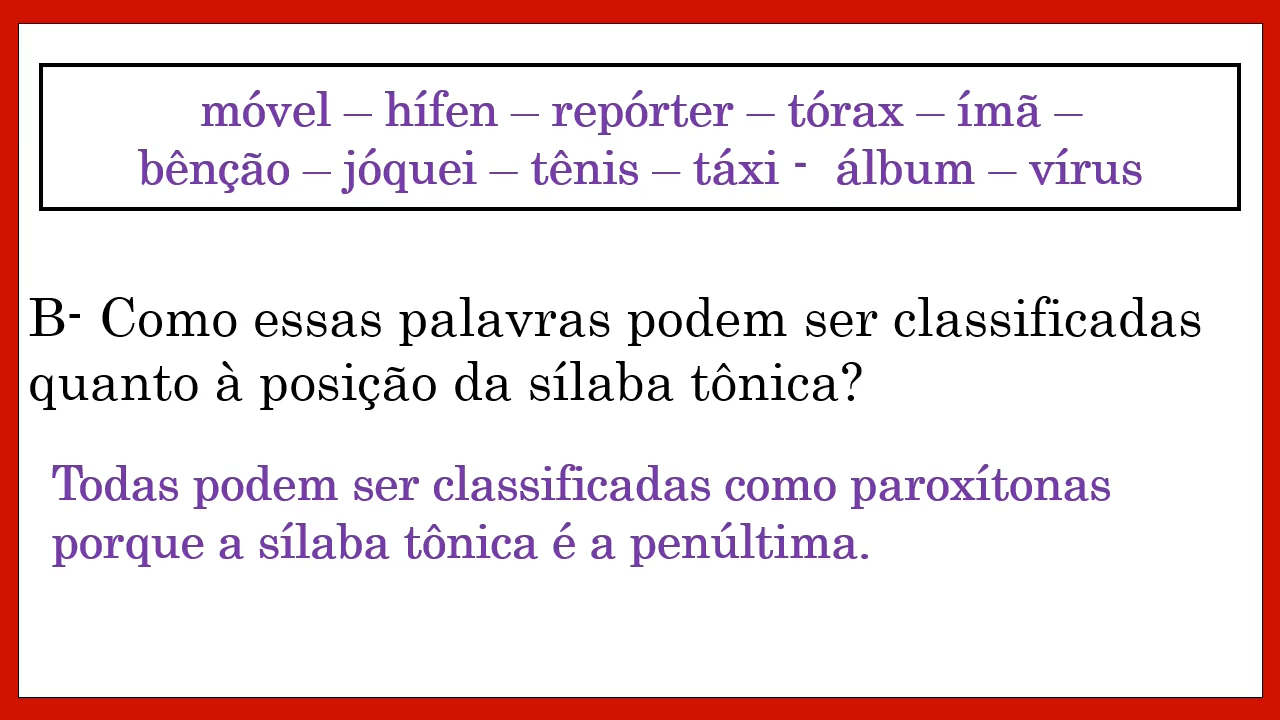 móvel – hífen – repórter – tórax – ímã –
bênção – jóquei – tênis – táxi - álbum – vírus
B- Como essas palavras podem ser classificadas
quanto à posição da sílaba tônica?
Todas podem ser classificadas como paroxítonas
porque a sílaba tônica é a penúltima.